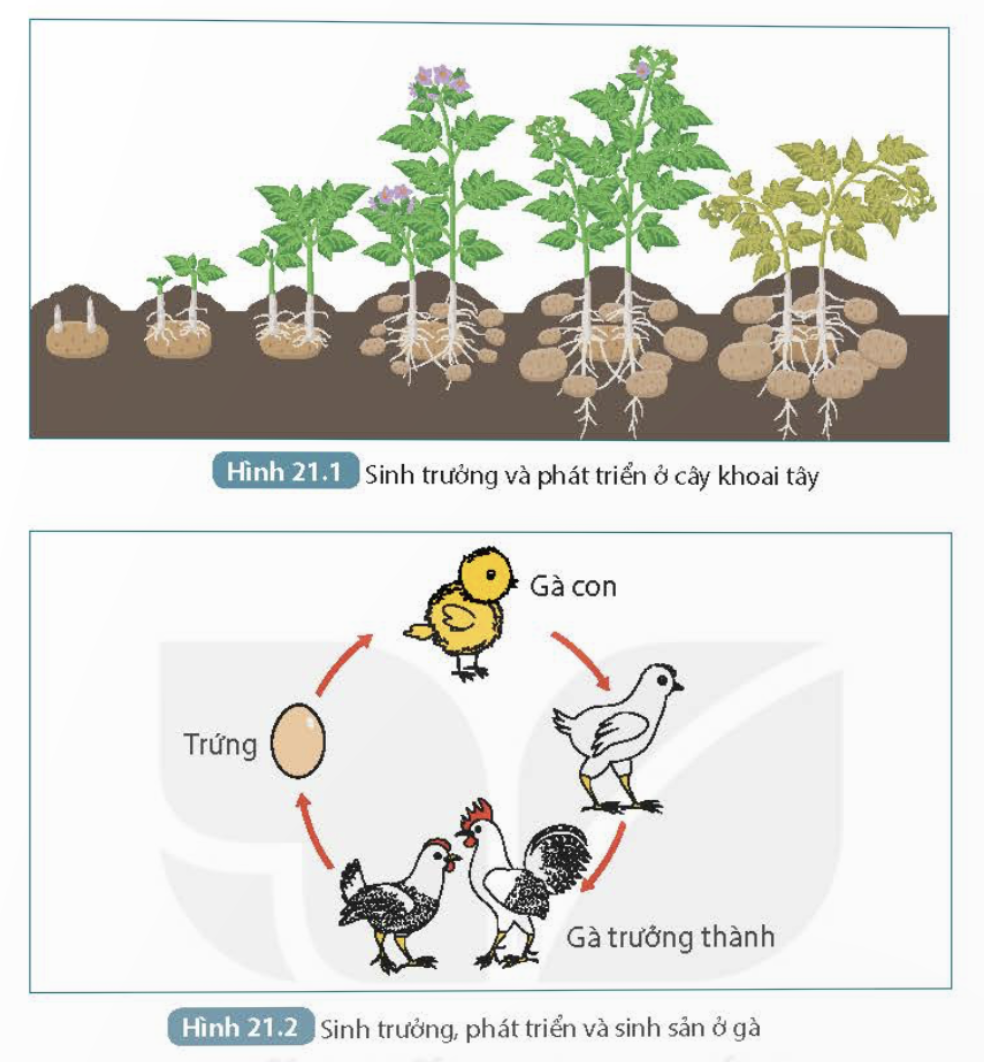 Hình 21.1 Sinh trưởng và phát triển ở cây khoai tây
Gà con
Trứng
Gà trưởng thành
Hình 21.2 Sinh trưởng, phát triển và sinh sản ở gà